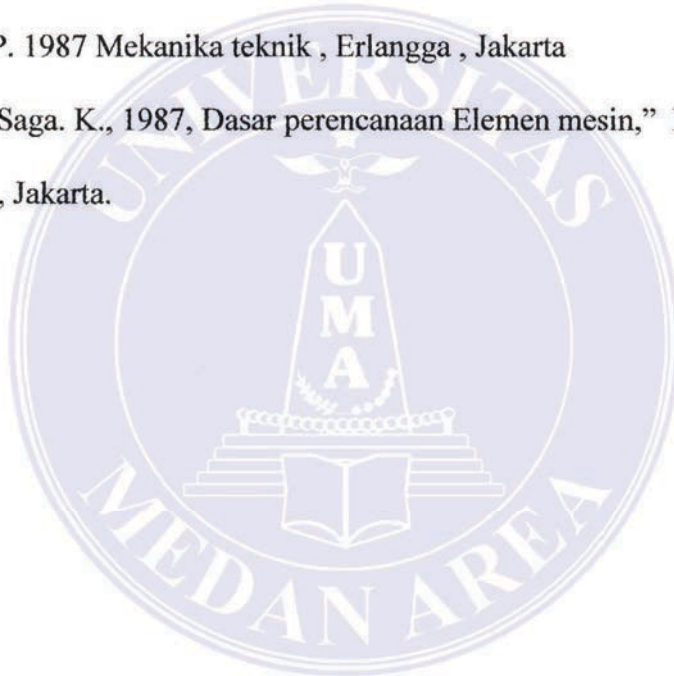 P. 1987 Mekanika teknik , Erlangga , Jakarta
Saga. K., 1987, Dasar perencanaan Elemen mesin,”
, Jakarta.
UNIVERSITAS
U
M
A
MEDAN AREA